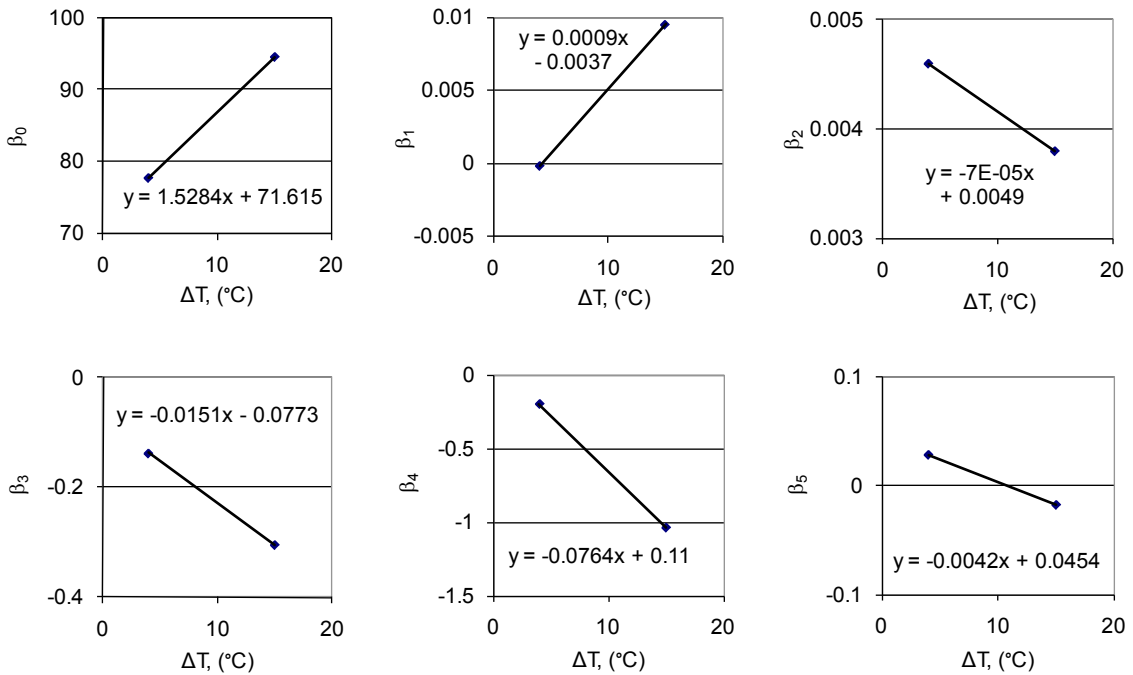 100
90
80
70
β0
y = 1.5284x + 71.615
0
10
20
ΔT, (°C)
0.01
0.005
0
-0.005
β1
y = 0.0009x
- 0.0037
0
10
20
ΔT, (°C)
0.005
0.004
0.003
β2
y = -7E-05x
+ 0.0049
0
10
20
ΔT, (°C)
0
-0.2
-0.4
β3
y = -0.0151x - 0.0773
0
10
20
ΔT, (°C)
0
-0.5
-1
-1.5
β4
y = -0.0764x + 0.11
0
10
20
ΔT, (°C)
0.1
0
-0.1
β5
y = -0.0042x + 0.0454
0
10
20
ΔT, (°C)